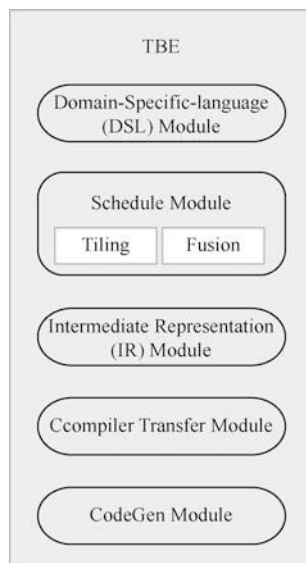 TBE
Domain-Specific-language
(DSL) Module
Schedule Module
Tiling
Fusion
Intermediate Representation
(IR) Module
Ccompiler Transfer Module
CodeGen Module